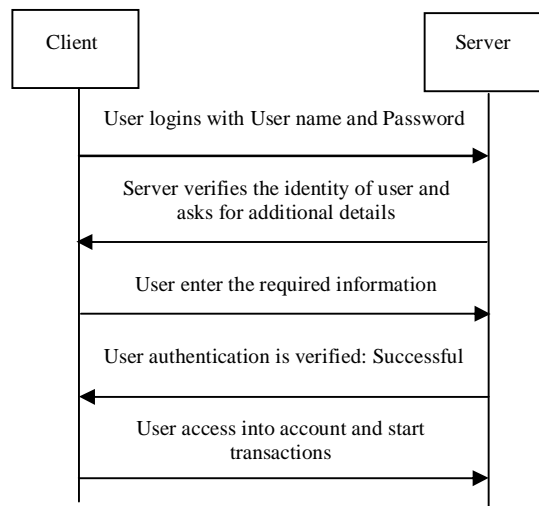 Client
Server
User logins with User name and Password
Server verifies the identity of user and
asks for additional details
User enter the required information
User authentication is verified: Successful
User access into account and start
transactions